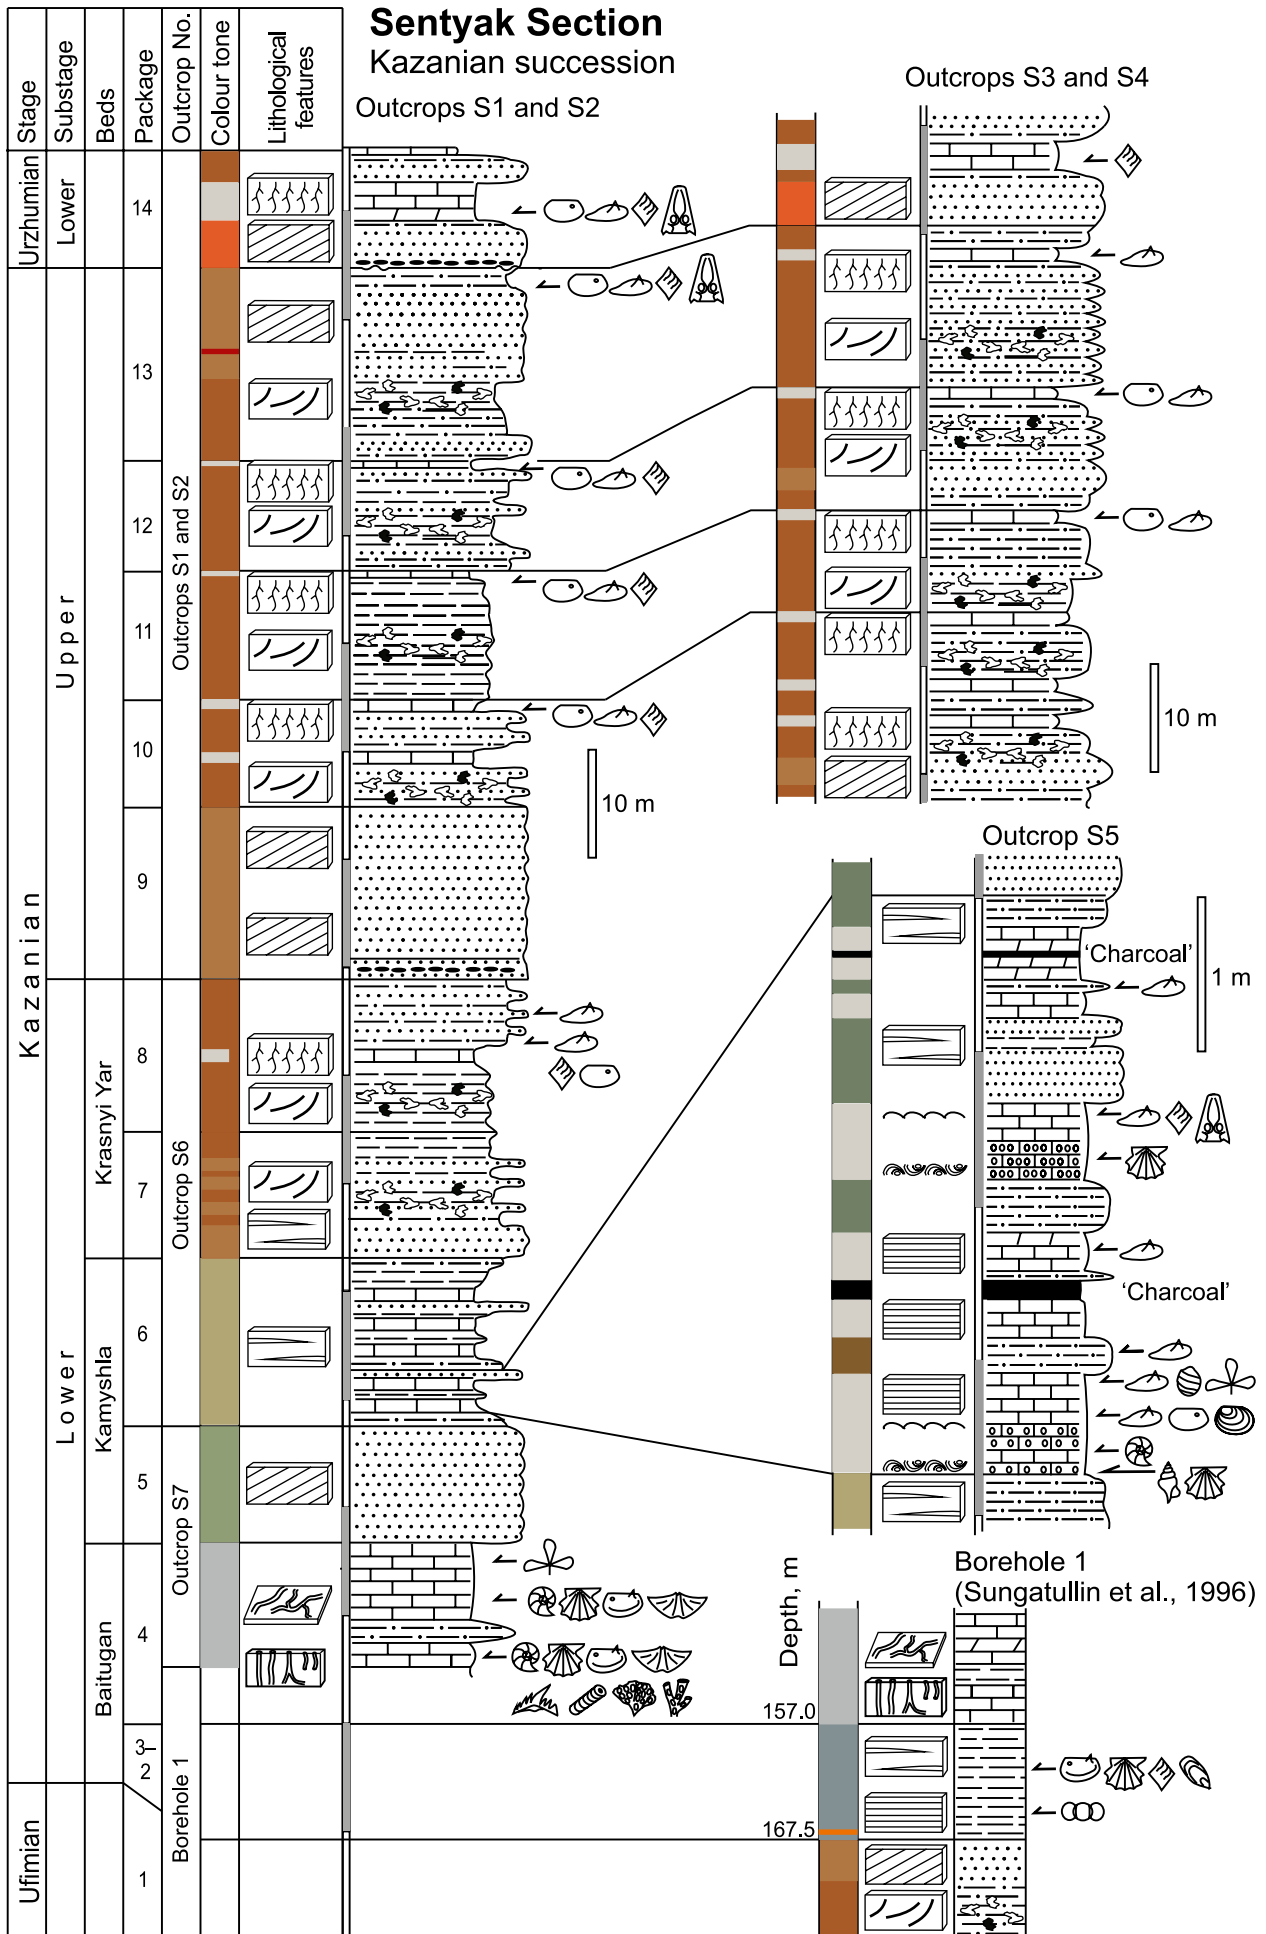 Sentyak Section
Kazanian succession
Outcrops S1 and S2
Outcrops S3 and S4
Stage
Substage
Beds
Package
Outcrop No.
Colour tone
Lithological
features
Urzhumian
Lower
14
Kazanian
Upper
Outcrops S1 and S2
13
12
11
10
9
10 m
10 m
Outcrop S5
'Charcoal'
1 m
'Charcoal'
Lower
Krasnyi Yar
8
7
Outcrop S6
Kamyshla
6
5
Outcrop S7
Baitugan
4
3–
2
Borehole 1
Ufimian
1
Borehole 1
(Sungatullin et al., 1996)
Depth, m
157.0
167.5